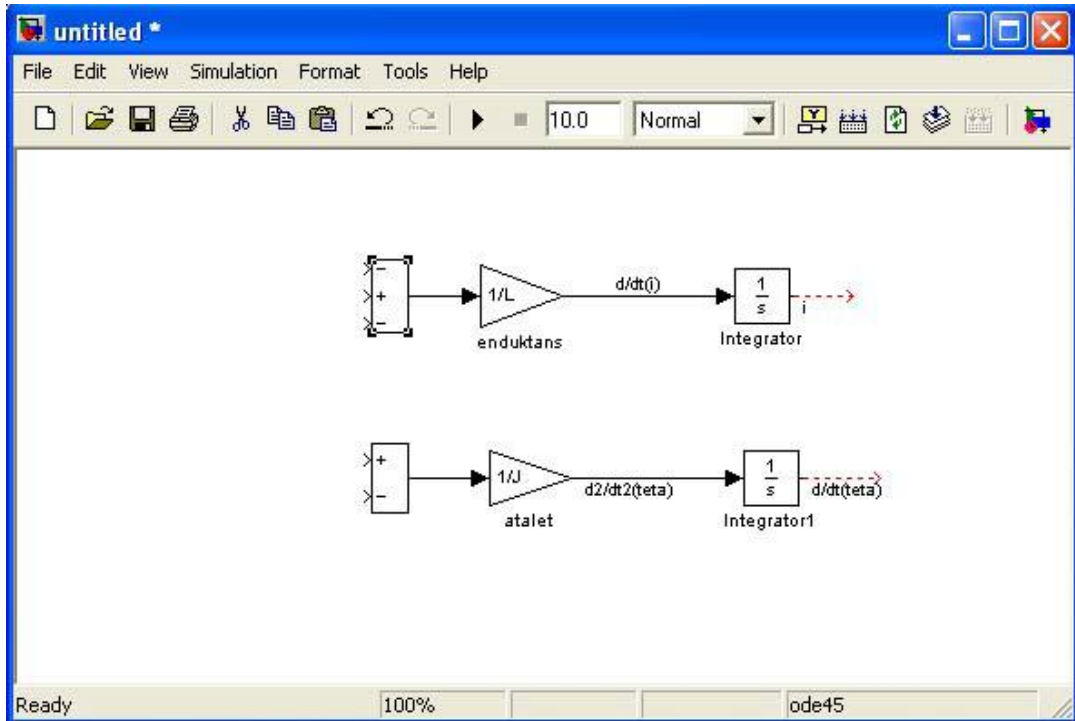 untitled *
File Edit View Simulation Format Tools Help
10.0 Normal
− + −
1/L
d/dt(i)
1
s
i
enduktans
Integrator
+ −
1/J
d2/dt2(teta)
1
s
d/dt(teta)
atalet
Integrator1
Ready 100% ode45